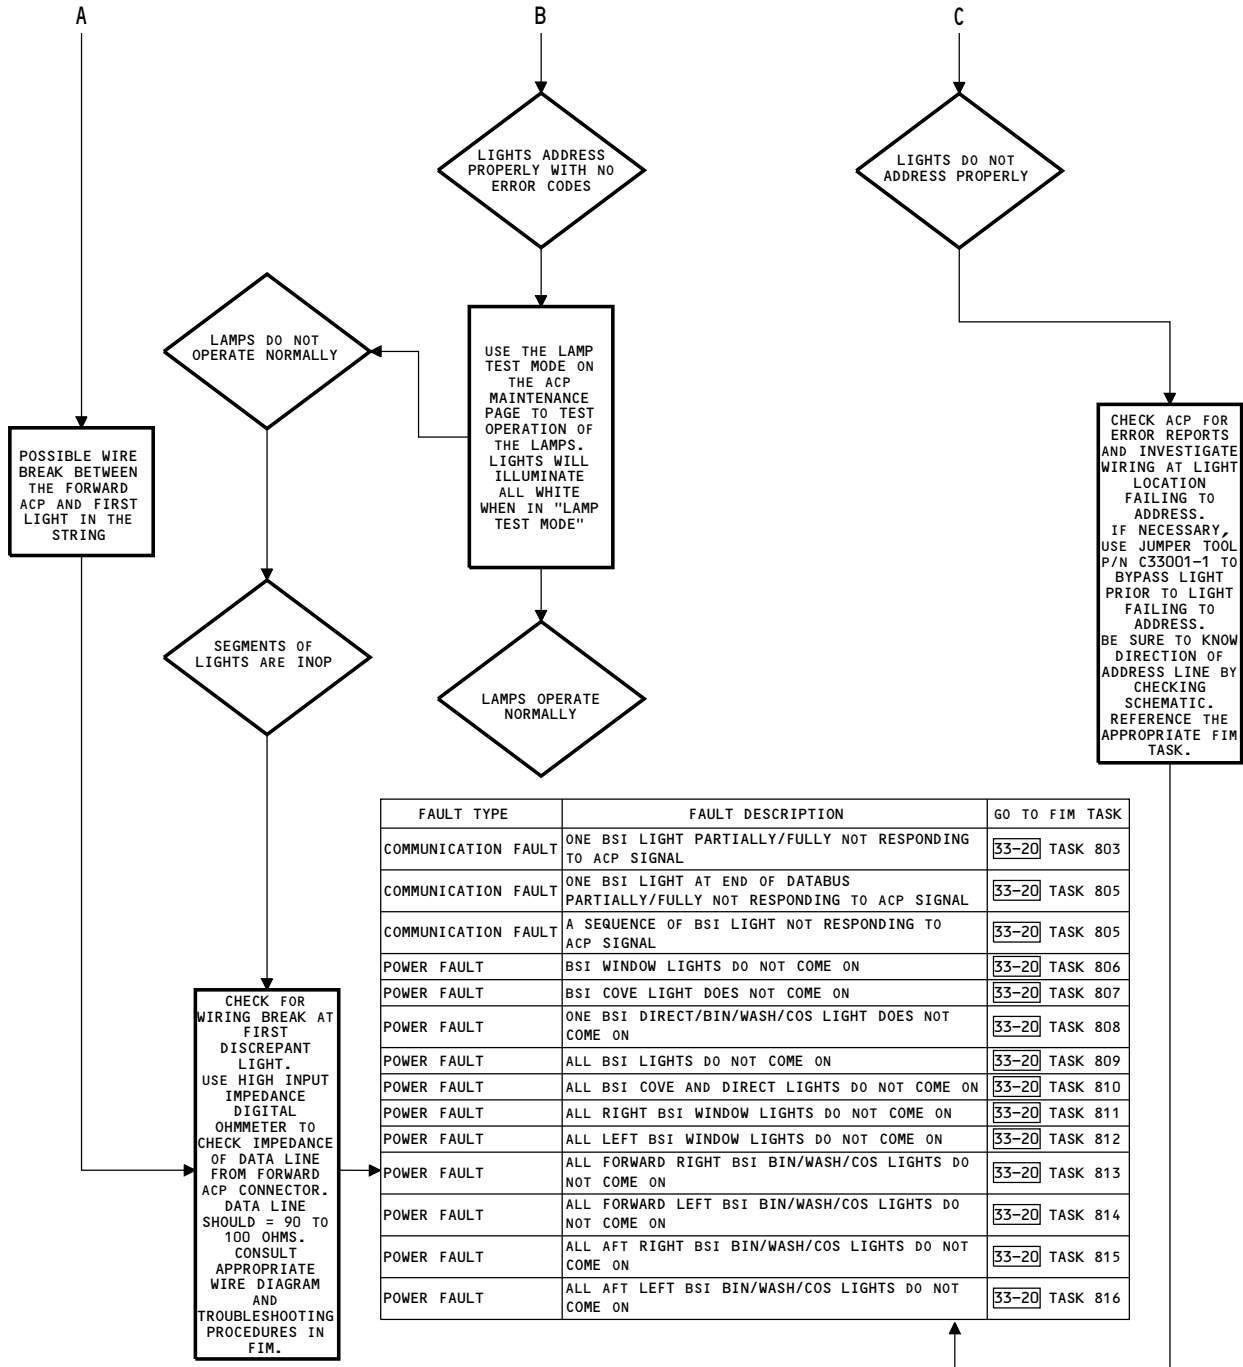 A
B
C
LIGHTS ADDRESS
PROPERLY WITH NO
ERROR CODES
LIGHTS DO NOT
ADDRESS PROPERLY
LAMPS DO NOT
OPERATE NORMALLY
USE THE LAMP
TEST MODE ON
THE ACP
MAINTENANCE
PAGE TO TEST
OPERATION OF
THE LAMPS.
LIGHTS WILL
ILLUMINATE
ALL WHITE
WHEN IN "LAMP
TEST MODE"
POSSIBLE WIRE
BREAK BETWEEN
THE FORWARD
ACP AND FIRST
LIGHT IN THE
STRING
CHECK ACP FOR
ERROR REPORTS
AND INVESTIGATE
WIRING AT LIGHT
LOCATION
FAILING TO
ADDRESS.
IF NECESSARY,
USE JUMPER TOOL
P/N C33001-1 TO
BYPASS LIGHT
PRIOR TO LIGHT
FAILING TO
ADDRESS.
BE SURE TO KNOW
DIRECTION OF
ADDRESS LINE BY
CHECKING
SCHEMATIC.
REFERENCE THE
APPROPRIATE FIM
TASK.
SEGMENTS OF
LIGHTS ARE INOP
LAMPS OPERATE
NORMALLY
FAULT TYPE FAULT DESCRIPTION GO TO FIM TASK
COMMUNICATION FAULT ONE BSI LIGHT PARTIALLY/FULLY NOT RESPONDING
TO ACP SIGNAL 33-20 TASK 803
COMMUNICATION FAULT ONE BSI LIGHT AT END OF DATABUS
PARTIALLY/FULLY NOT RESPONDING TO ACP SIGNAL 33-20 TASK 805
COMMUNICATION FAULT A SEQUENCE OF BSI LIGHT NOT RESPONDING TO
ACP SIGNAL 33-20 TASK 805
POWER FAULT BSI WINDOW LIGHTS DO NOT COME ON 33-20 TASK 806
POWER FAULT BSI COVE LIGHT DOES NOT COME ON 33-20 TASK 807
POWER FAULT ONE BSI DIRECT/BIN/WASH/COS LIGHT DOES NOT
COME ON 33-20 TASK 808
POWER FAULT ALL BSI LIGHTS DO NOT COME ON 33-20 TASK 809
POWER FAULT ALL BSI COVE AND DIRECT LIGHTS DO NOT COME ON 33-20 TASK 810
POWER FAULT ALL RIGHT BSI WINDOW LIGHTS DO NOT COME ON 33-20 TASK 811
POWER FAULT ALL LEFT BSI WINDOW LIGHTS DO NOT COME ON 33-20 TASK 812
POWER FAULT ALL FORWARD RIGHT BSI BIN/WASH/COS LIGHTS DO
NOT COME ON 33-20 TASK 813
POWER FAULT ALL FORWARD LEFT BSI BIN/WASH/COS LIGHTS DO
NOT COME ON 33-20 TASK 814
POWER FAULT ALL AFT RIGHT BSI BIN/WASH/COS LIGHTS DO NOT
COME ON 33-20 TASK 815
POWER FAULT ALL AFT LEFT BSI BIN/WASH/COS LIGHTS DO NOT
COME ON 33-20 TASK 816
CHECK FOR
WIRING BREAK AT
FIRST
DISCREPANT
LIGHT.
USE HIGH INPUT
IMPEDANCE
DIGITAL
OHMMETER TO
CHECK IMPEDANCE
OF DATA LINE
FROM FORWARD
ACP CONNECTOR.
DATA LINE
SHOULD = 90 TO
100 OHMS.
CONSULT
APPROPRIATE
WIRE DIAGRAM
AND
TROUBLESHOOTING
PROCEDURES IN
FIM.